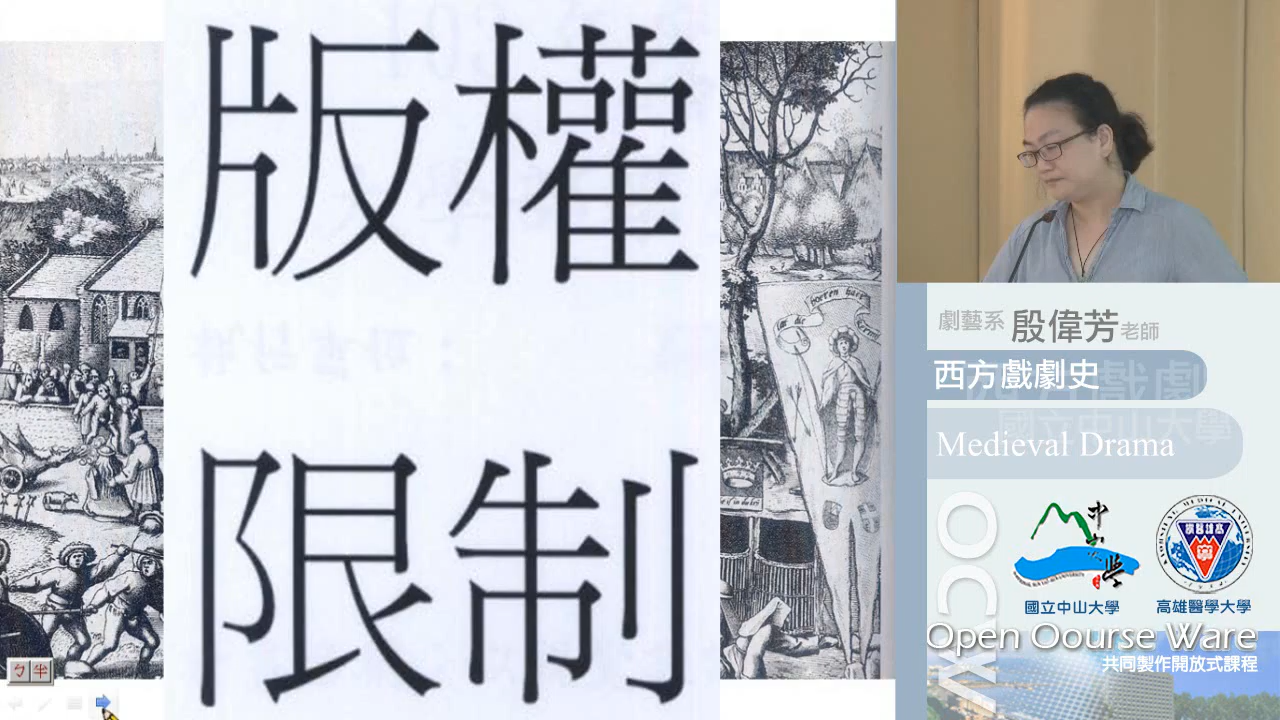 版權
限制
劇藝系 殷偉芳老師
西方戲劇史
Medieval Drama
OCW
國立中山大學
高雄醫學大學
Open Oourse Ware
共同製作開放式課程
ㄅ半